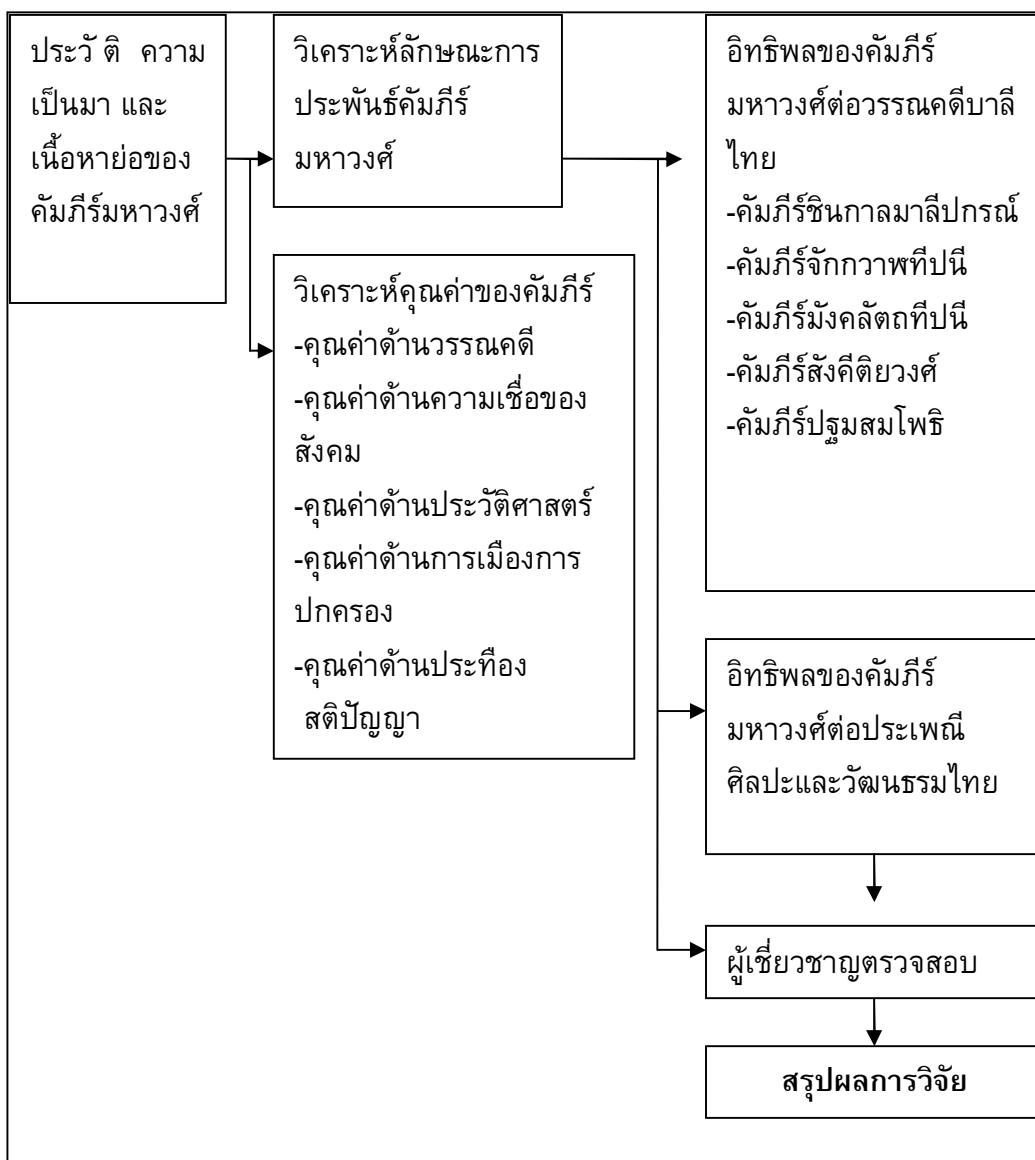 ประวั ติ ความ
เป็นมา และ
เนื้อหาย่อของ
คัมภีร์มหาวงศ์
วิเคราะห์ลักษณะการ
ประพันธ์คัมภีร์
มหาวงศ์
วิเคราะห์คุณค่าของคัมภีร์
-คุณค่าด้านวรรณคดี
-คุณค่าด้านความเชื่อของ
สังคม
-คุณค่าด้านประวัติศาสตร์
-คุณค่าด้านการเมืองการ
ปกครอง
-คุณค่าด้านประทือง
สติปัญญา
อิทธิพลของคัมภีร์
มหาวงศ์ต่อวรรณคดีบาลี
ไทย
-คัมภีร์ชินกาลมาลีปกรณ์
-คัมภีร์จักกวาฬทีปนี
-คัมภีร์มังคลัตถทีปนี
-คัมภีร์สังคีติยวงศ์
-คัมภีร์ปฐมสมโพธิ
อิทธิพลของคัมภีร์
มหาวงศ์ต่อประเพณี
ศิลปะและวัฒนธรรมไทย
ผู้เชี่ยวชาญตรวจสอบ
สรุปผลการวิจัย